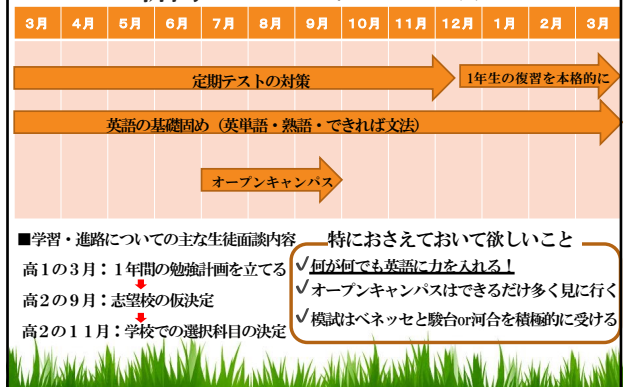 3月 4月 5月 6月 7月 8月 9月 10月 11月 12月 1月 2月 3月
定期テストの対策
1年生の復習を本格的に
英語の基礎固め（英単語・熟語・できれば文法）
オープンキャンパス
■学習・進路についての主な生徒面談内容
高１の３月：１年間の勉強計画を立てる
高２の９月：志望校の仮決定
高２の１１月：学校での選択科目の決定
特におさえておいて欲しいこと
✓何が何でも英語に力を入れる！
✓オープンキャンパスはできるだけ多く見に行く
✓模試はベネッセと駿台or河合を積極的に受ける